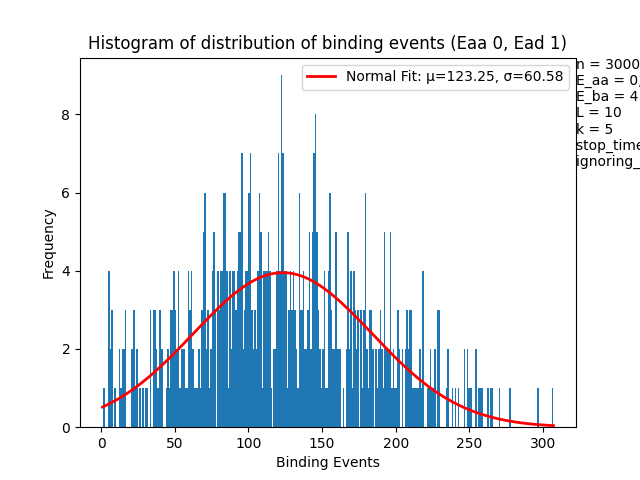 Histogram of distribution of binding events (Eaa 0, Ead 1)
Normal Fit: μ=123.25, σ=60.58
n = 3000
E_aa = 0,
E_ba = 4
L = 10
k = 5
stop_time
ignoring_
Frequency
8
6
4
2
0
0 50 100 150 200 250 300
Binding Events